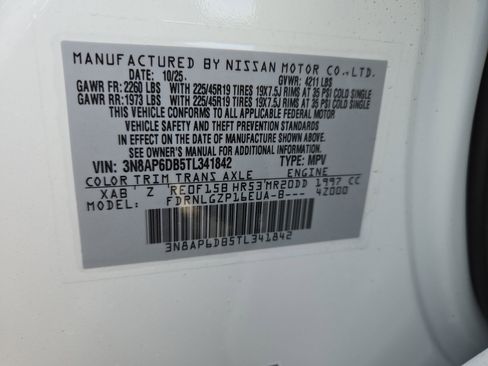 MANUFACTURED BY NISSAN MOTOR CO., LTD.
DATE: 10/25. GVWR: 4211 LBS
GAWR FR: 2260 LBS WITH 225/45R19 TIRES 19X7.5J RIMS AT 35 PSI COLD SINGLE
GAWR RR: 1973 LBS WITH 225/45R19 TIRES 19X7.5J RIMS AT 35 PSI COLD SINGLE
THIS VEHICLE CONFORMS TO ALL APPLICABLE FEDERAL MOTOR
VEHICLE SAFETY AND THEFT PREVENTION STANDARDS
IN EFFECT ON THE DATE OF MANUFACTURE SHOWN ABOVE.
SEE OWNER'S MANUAL FOR ADDITIONAL INFORMATION
VIN: 3N8AP6DB5TL341842 TYPE: MPV
COLOR TRIM TRANS AXLE ENGINE
XAB' Z RE0F15B HR53 MR20DD 1997 CC
MODEL: FDRNLGZP16EUA-B--- 4Z000
3N8AP6DB5TL341842